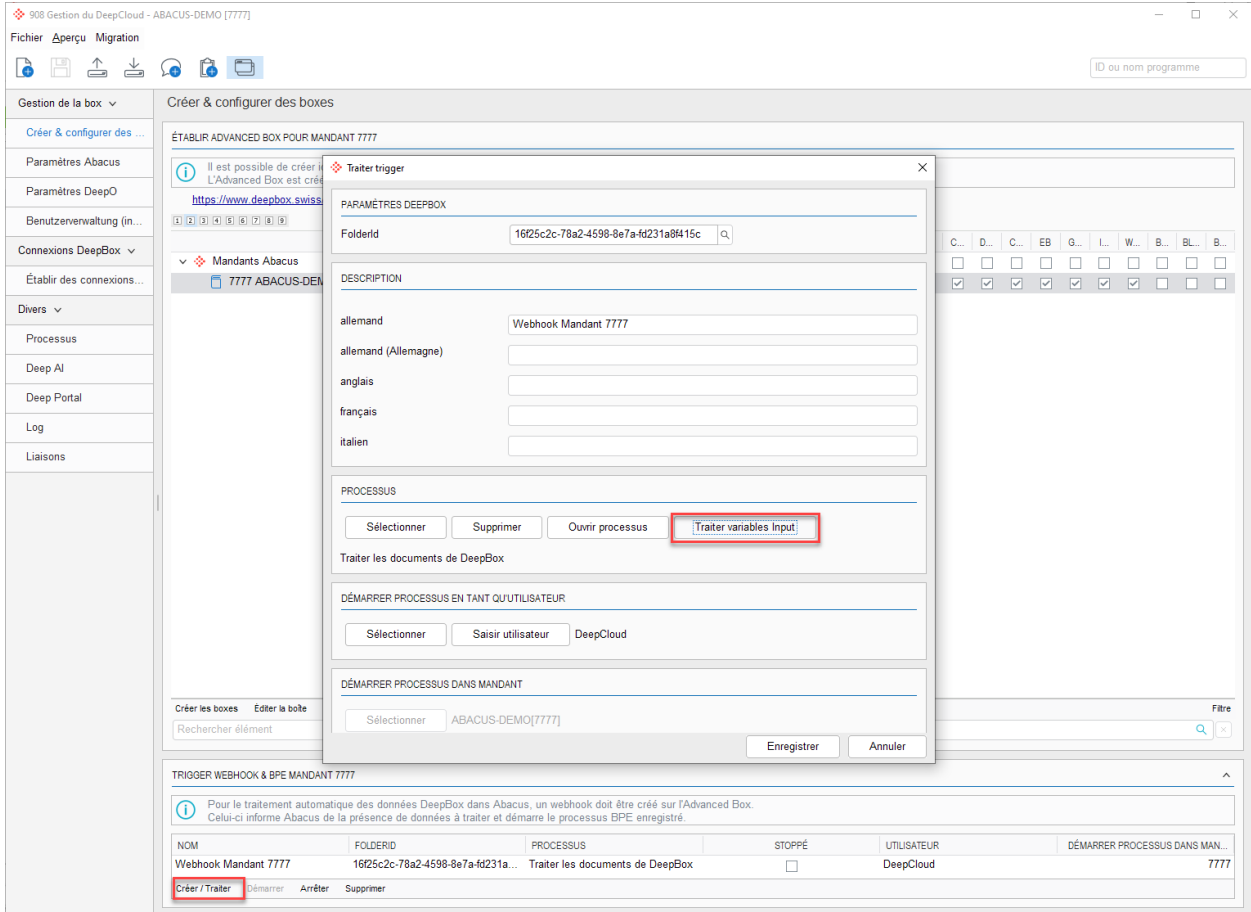 908 Gestion du DeepCloud - ABACUS-DEMO [7777]
Fichier Aperçu Migration
ID ou nom programme
Gestion de la box
Créer & configurer des ...
Paramètres Abacus
Paramètres DeepO
Benutzerverwaltung (in...
Connexions DeepBox
Établir des connexions...
Divers
Processus
Deep AI
Deep Portal
Log
Liaisons
Créer & configurer des boxes
ÉTABLIR ADVANCED BOX POUR MANDANT 7777
Il est possible de créer i
L'Advanced Box est créé
https://www.deepbox.swiss
1 2 3 4 5 6 7 8 9
C... D... C... EB G... I... W... B... BL... B...
Mandants Abacus
7777 ABACUS-DEM
Traiter trigger
PARAMÈTRES DEEPBOX
FolderId 16f25c2c-78a2-4598-8e7a-fd231a8f415c
DESCRIPTION
allemand Webhook Mandant 7777
allemand (Allemagne)
anglais
français
italien
PROCESSUS
Sélectionner Supprimer Ouvrir processus Traiter variables Input
Traiter les documents de DeepBox
DÉMARRER PROCESSUS EN TANT QU'UTILISATEUR
Sélectionner Saisir utilisateur DeepCloud
DÉMARRER PROCESSUS DANS MANDANT
Sélectionner ABACUS-DEMO[7777]
Enregistrer Annuler
Créer les boxes Éditer la boîte Filtre
Rechercher élément
TRIGGER WEBHOOK & BPE MANDANT 7777
Pour le traitement automatique des données DeepBox dans Abacus, un webhook doit être créé sur l'Advanced Box.
Celui-ci informe Abacus de la présence de données à traiter et démarre le processus BPE enregistré.
NOM FOLDERID PROCESSUS STOPPÉ UTILISATEUR DÉMARRER PROCESSUS DANS MAN...
Webhook Mandant 7777 16f25c2c-78a2-4598-8e7a-fd231a... Traiter les documents de DeepBox DeepCloud 7777
Créer / Traiter Démarrer Arrêter Supprimer